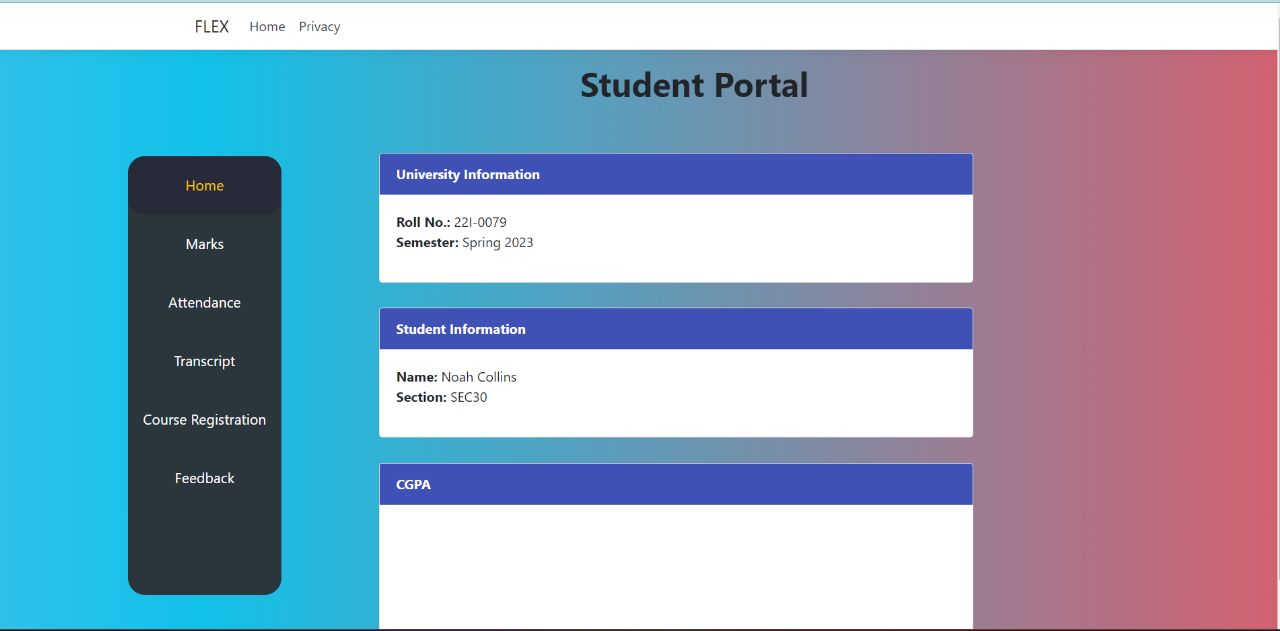 FLEX Home Privacy
Student Portal
Home
Marks
Attendance
Transcript
Course Registration
Feedback
University Information
Roll No.: 22I-0079
Semester: Spring 2023
Student Information
Name: Noah Collins
Section: SEC30
CGPA